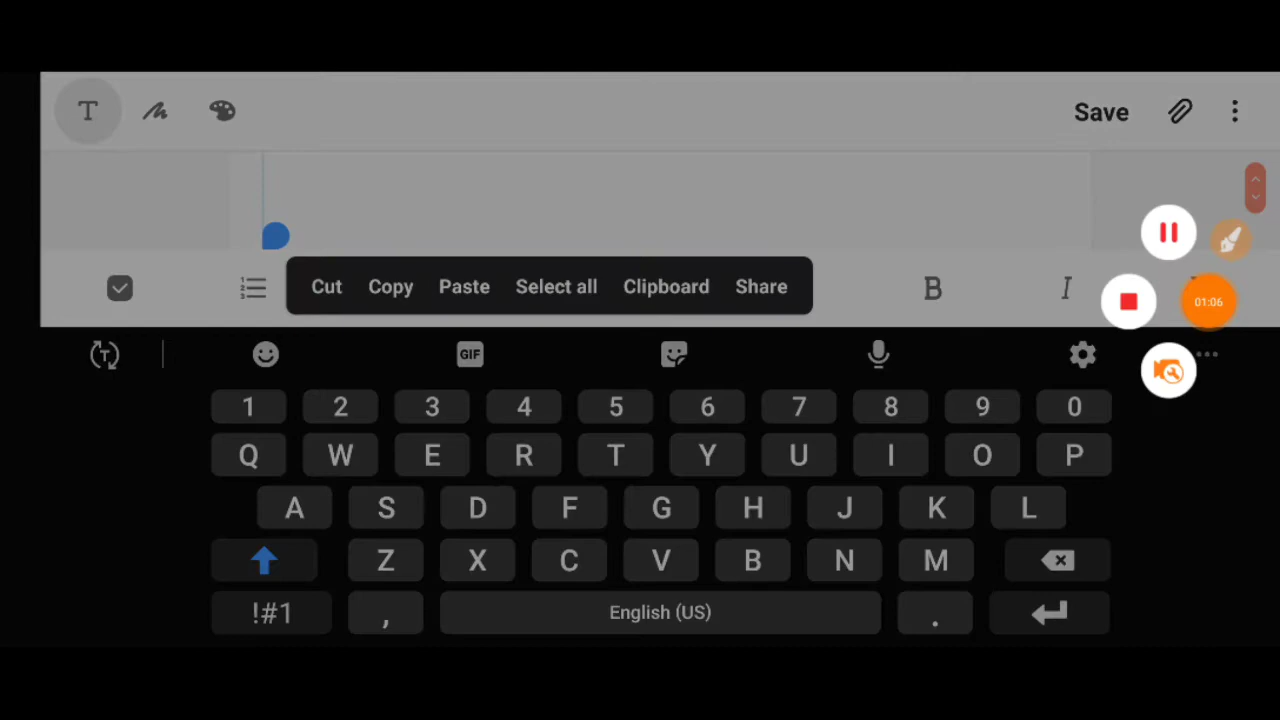 T
Save
Cut Copy Paste Select all Clipboard Share
B I
01:06
T GIF
1 2 3 4 5 6 7 8 9 0
Q W E R T Y U I O P
A S D F G H J K L
Z X C V B N M
!#1 , English (US) .